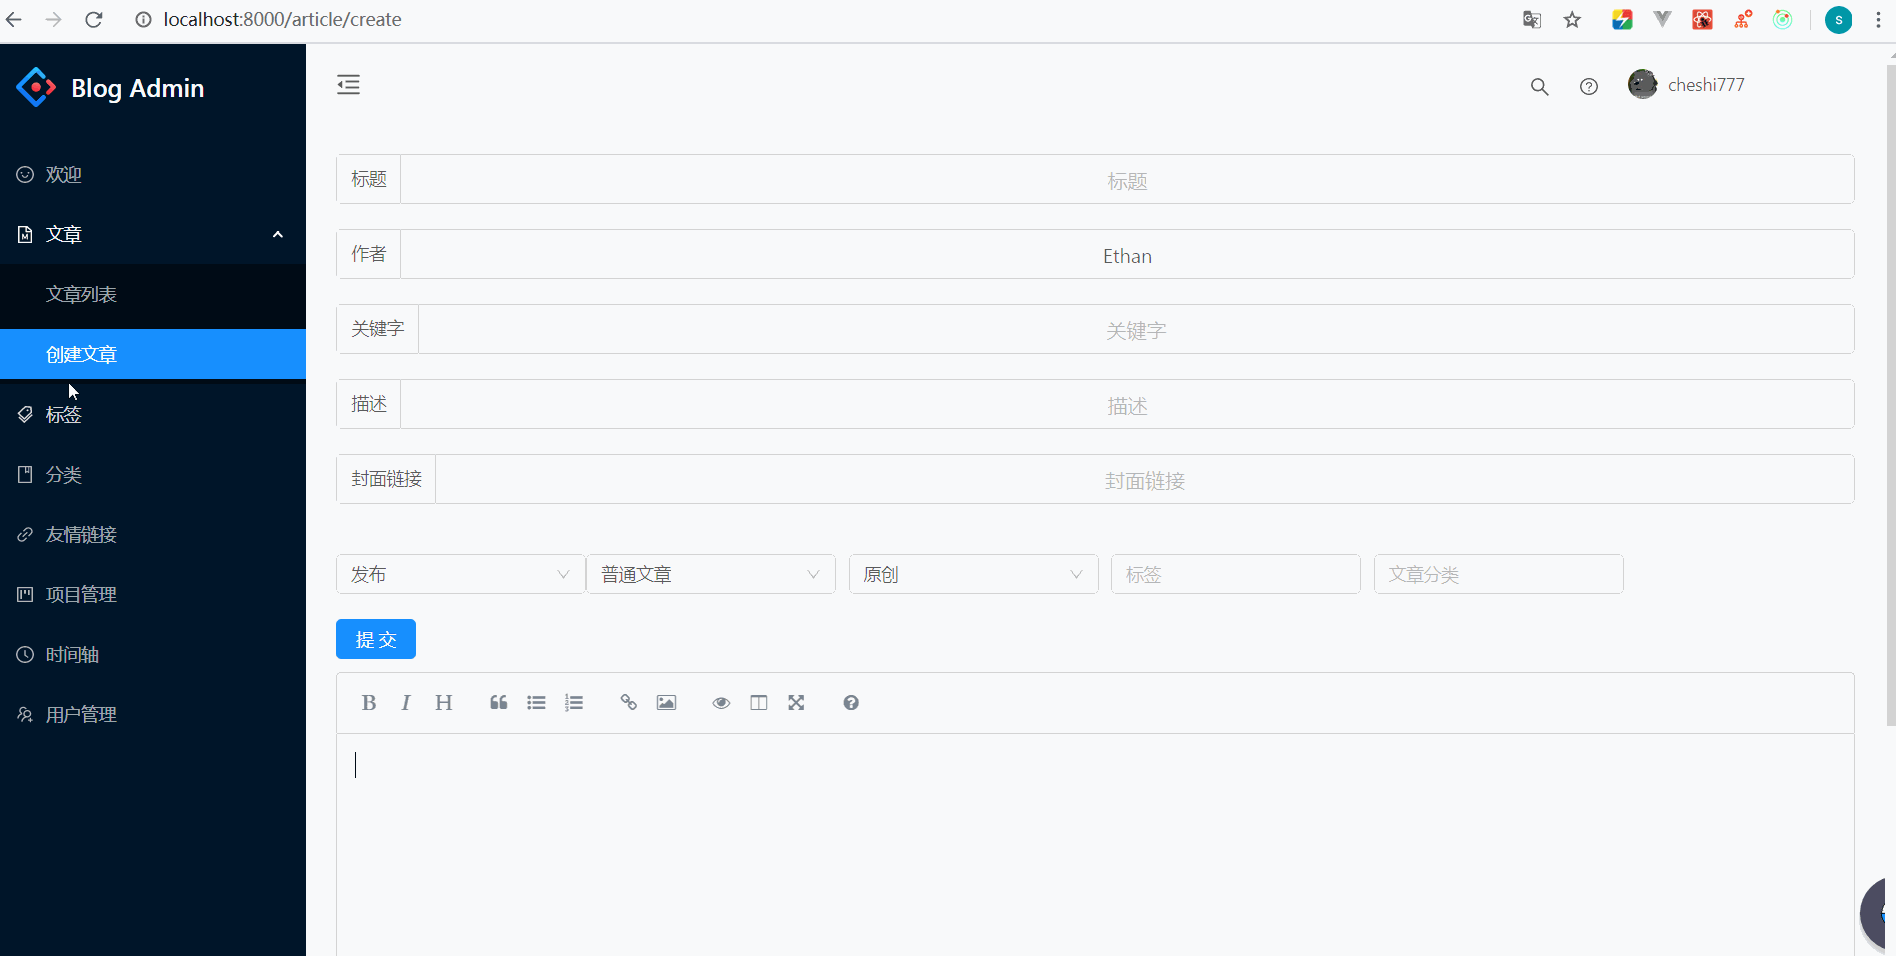 localhost:8000/article/create
S
Blog Admin
cheshi777
欢迎
文章
文章列表
创建文章
标签
分类
友情链接
项目管理
时间轴
用户管理
标题
标题
作者
Ethan
关键字
关键字
描述
描述
封面链接
封面链接
发布
普通文章
原创
标签
文章分类
提 交
B I H